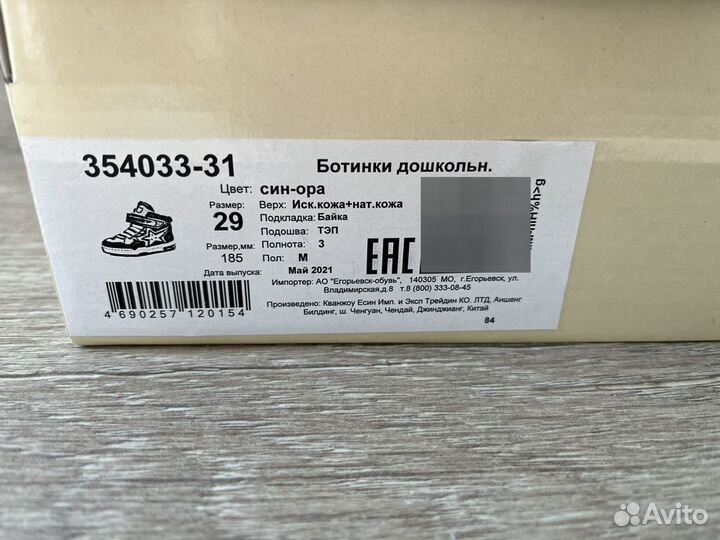 354033-31 Ботинки дошкольн.
Цвет: син-ора
Размер: Верх: Иск.кожа+нат.кожа
29 Подкладка: Байка
Подошва: ТЭП
Размер,мм: Полнота: 3
185 Пол: М
Дата выпуска: Май 2021
EAC
Импортер: АО "Егорьевск-обувь", 140305 МО, г.Егорьевск, ул.
Владимирская,д.8 т.8 (800) 333-08-45
Произведено: Кванжоу Есин Имп. и Эксп Трейдин КО. ЛТД, Аншенг
Билдинг, ш. Ченгуан, Чендай, Джинджианг, Китай
4 690257 120154
84
Avito